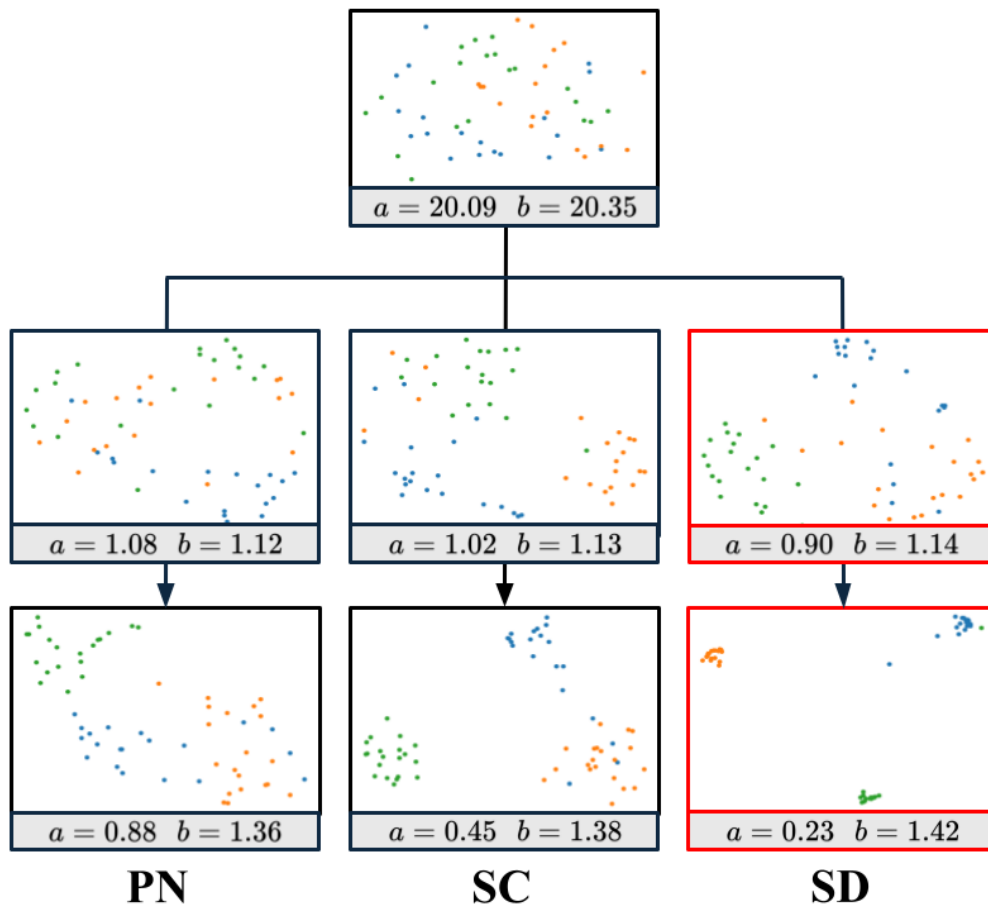 a = 20.09 b = 20.35
a = 1.08 b = 1.12
a = 1.02 b = 1.13
a = 0.90 b = 1.14
a = 0.88 b = 1.36
a = 0.45 b = 1.38
a = 0.23 b = 1.42
PN
SC
SD